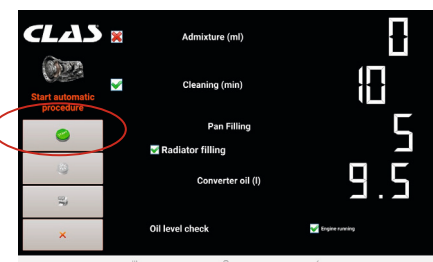 CLAS
Admixture (ml)
0
Cleaning (min)
10
Start automatic
procedure
Pan Filling
5
Radiator filling
Converter oil (l)
9.5
Oil level check
Engine running